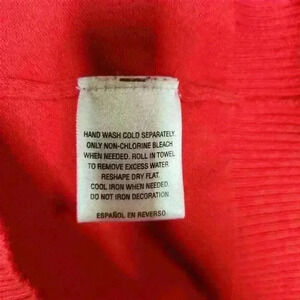 HAND WASH COLD SEPARATELY.
ONLY NON-CHLORINE BLEACH
WHEN NEEDED. ROLL IN TOWEL
TO REMOVE EXCESS WATER.
RESHAPE DRY FLAT.
COOL IRON WHEN NEEDED.
DO NOT IRON DECORATION.
ESPAÑOL EN REVERSO